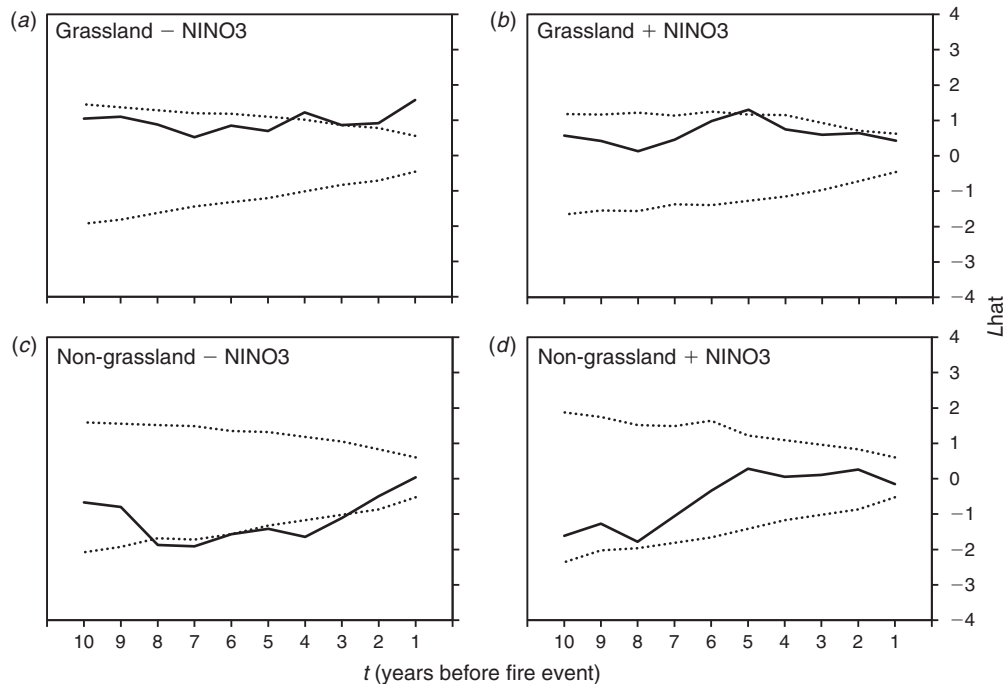 (a) Grassland − NINO3
(b) Grassland + NINO3
4
3
2
1
0
−1
−2
−3
−4
(c) Non-grassland − NINO3
(d) Non-grassland + NINO3
4
3
2
1
0
−1
−2
−3
−4
Lhat
10 9 8 7 6 5 4 3 2 1
10 9 8 7 6 5 4 3 2 1
t (years before fire event)